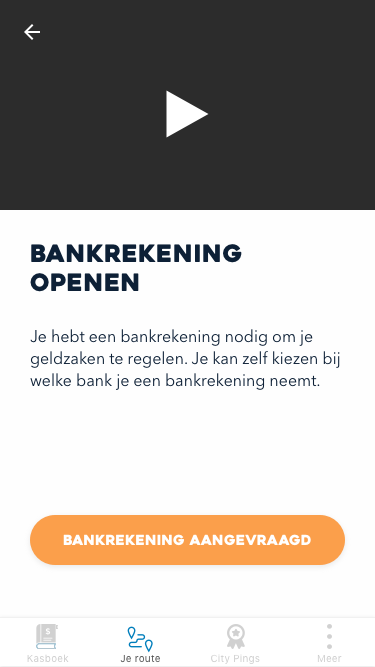 BANKREKENING
OPENEN
Je hebt een bankrekening nodig om je
geldzaken te regelen. Je kan zelf kiezen bij
welke bank je een bankrekening neemt.
BANKREKENING AANGEVRAAGD
Kasboek
Je route
City Pings
Meer